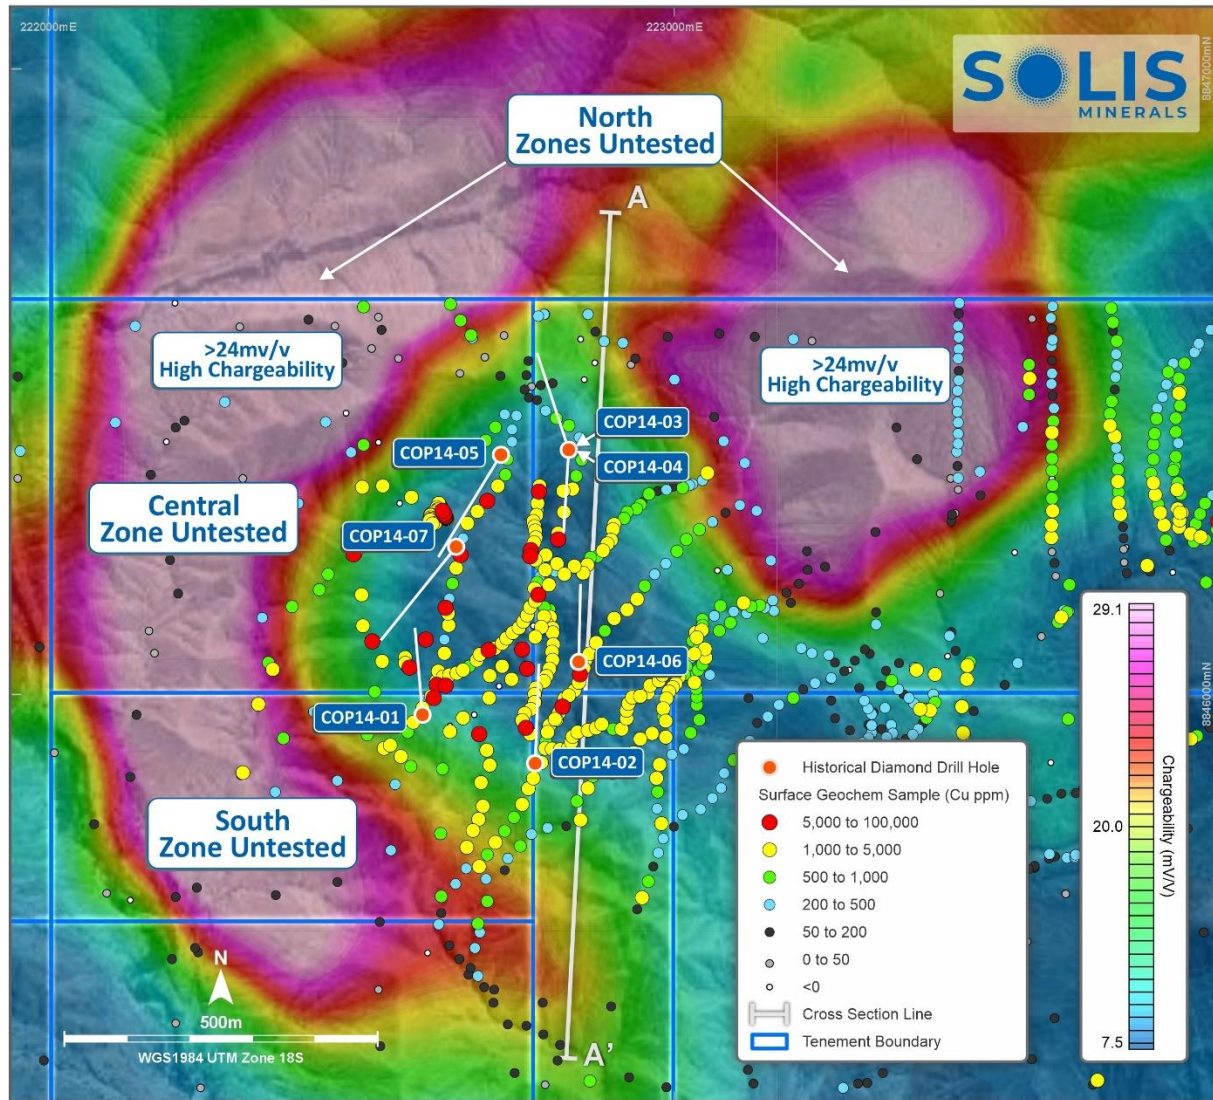 222000mE
223000mE
8847000mN
SOLIS
MINERALS
North
Zones Untested
A
>24mv/v
High Chargeability
>24mv/v
High Chargeability
COP14-03
COP14-05
COP14-04
Central
Zone Untested
COP14-07
COP14-06
COP14-01
8846000mN
COP14-02
South
Zone Untested
N
500m
WGS1984 UTM Zone 18S
A'
Historical Diamond Drill Hole
Surface Geochem Sample (Cu ppm)
5,000 to 100,000
1,000 to 5,000
500 to 1,000
200 to 500
50 to 200
0 to 50
<0
Cross Section Line
Tenement Boundary
29.1
20.0
7.5
Chargeability (mV/V)